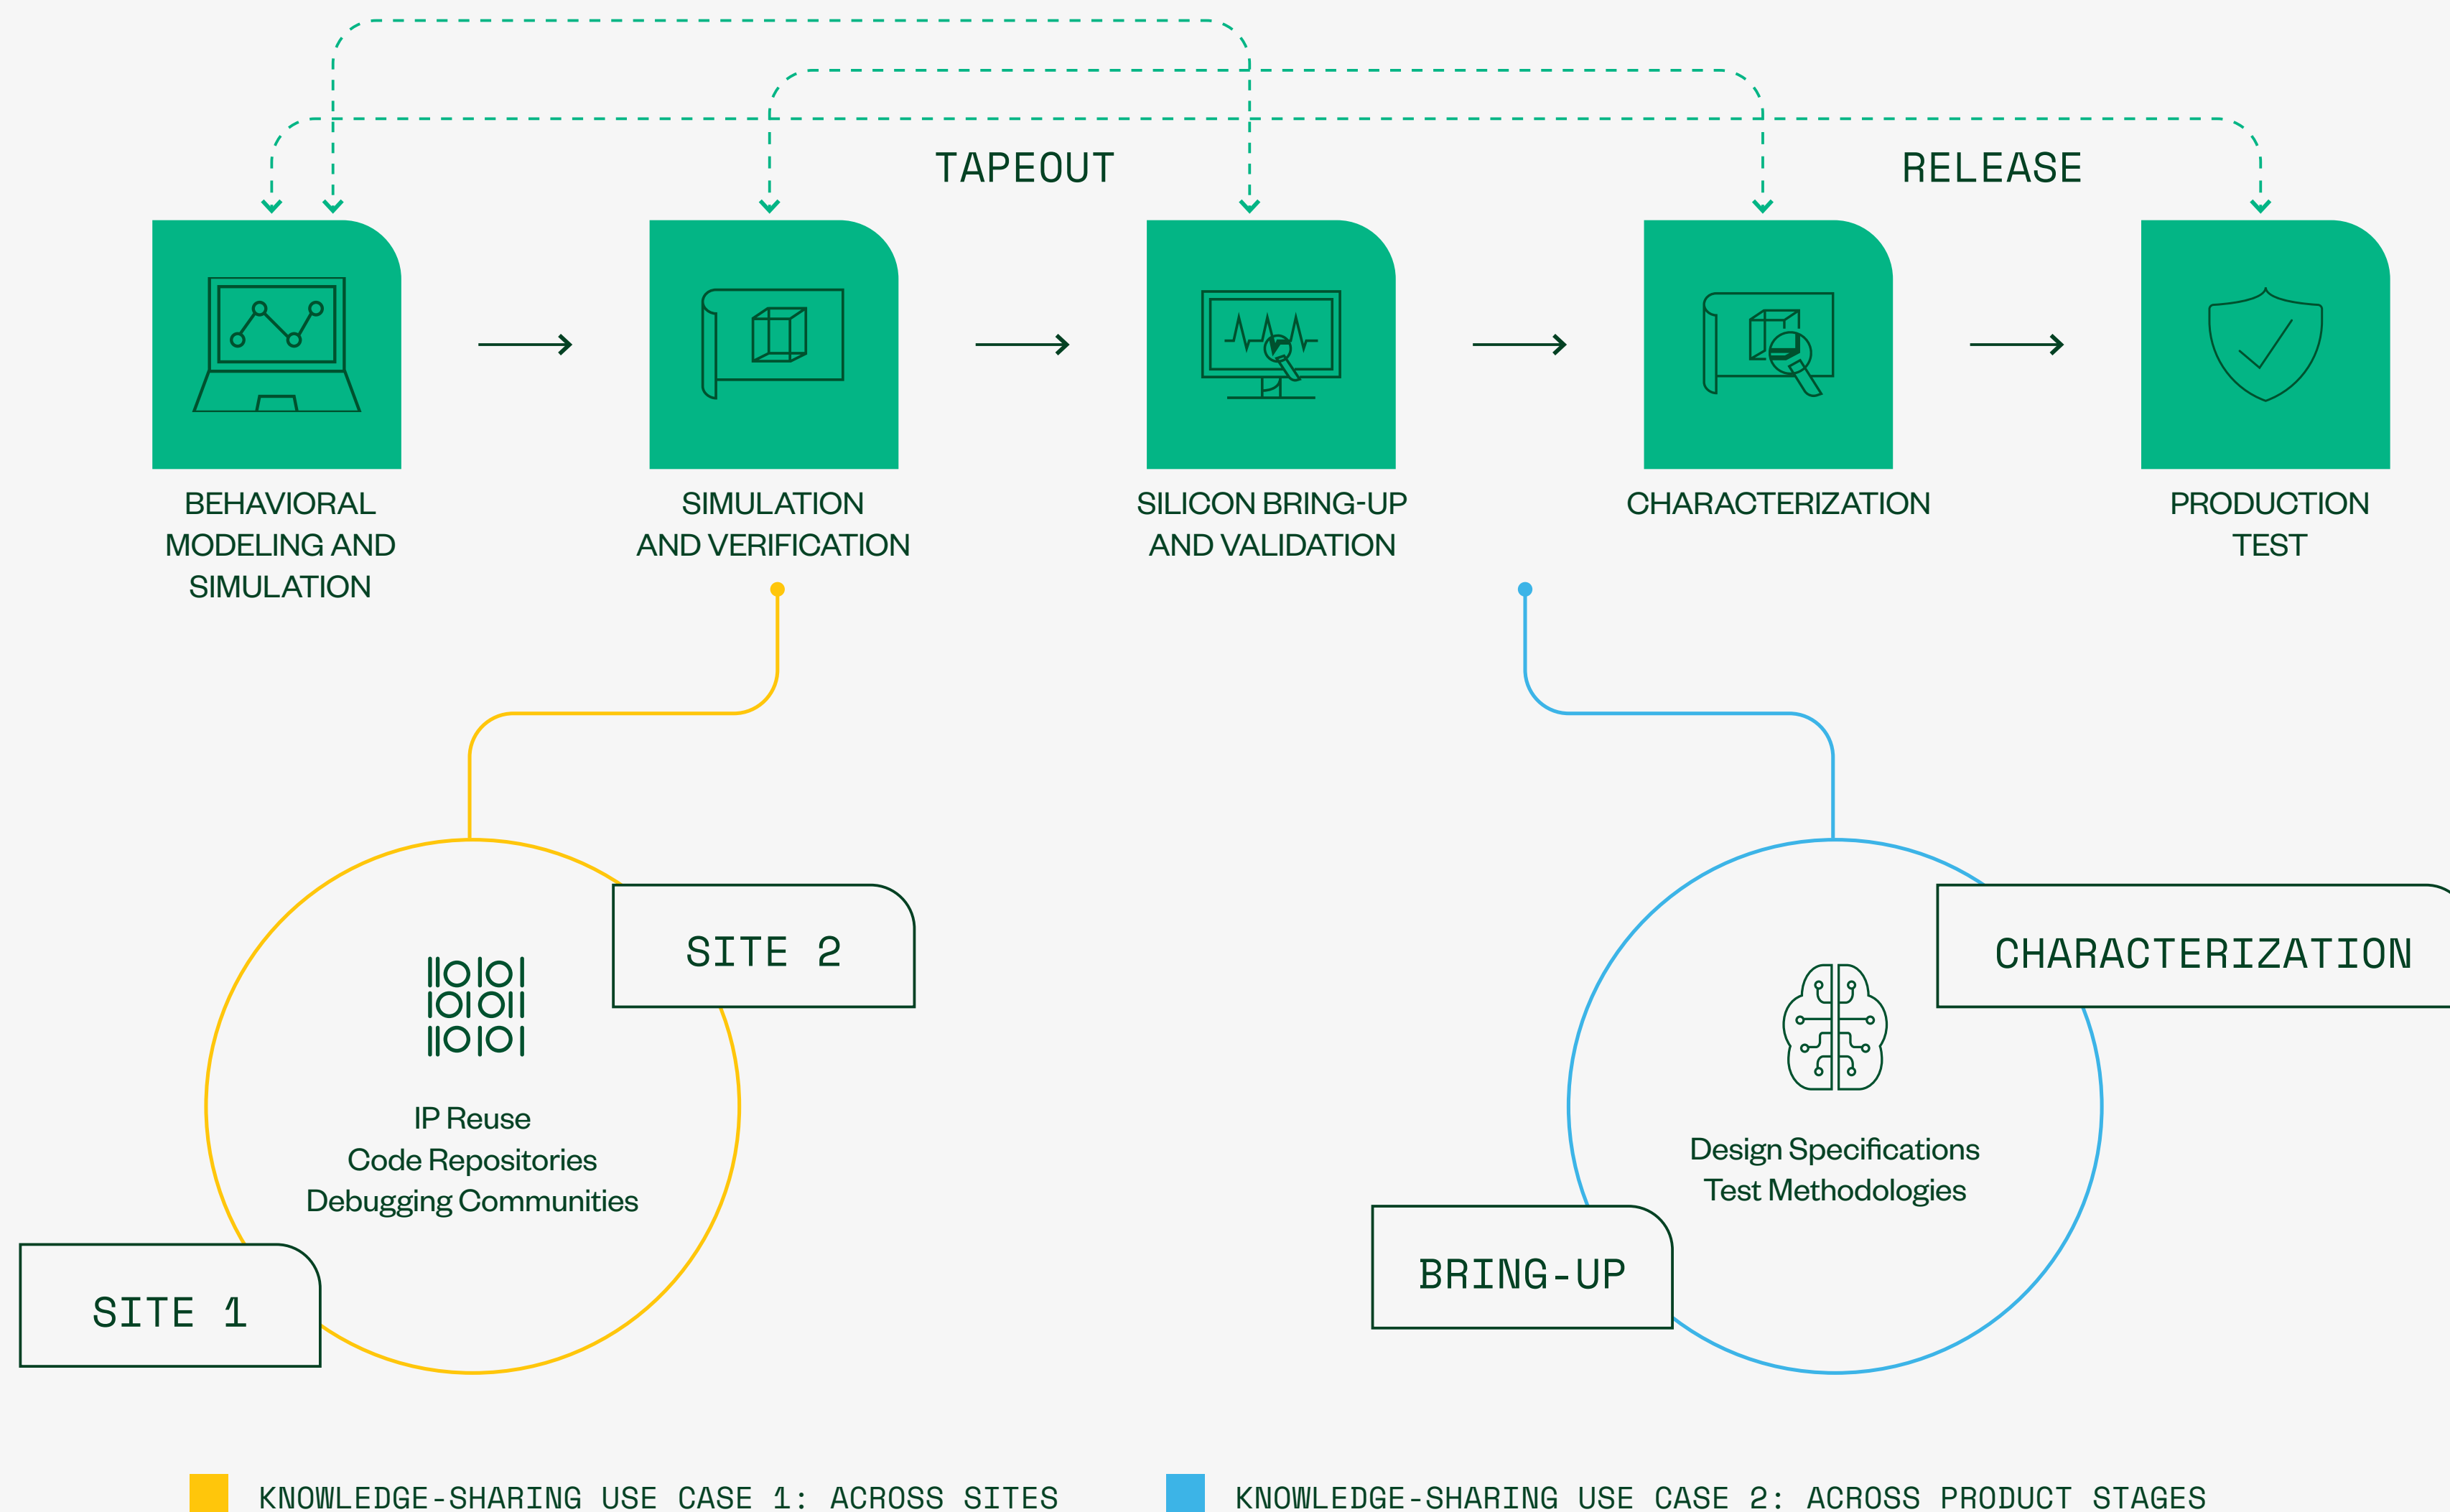 TAPEOUT
RELEASE
BEHAVIORAL
MODELING AND
SIMULATION
SIMULATION
AND VERIFICATION
SILICON BRING-UP
AND VALIDATION
CHARACTERIZATION
PRODUCTION
TEST
SITE 2
IP Reuse
Code Repositories
Debugging Communities
SITE 1
CHARACTERIZATION
Design Specifications
Test Methodologies
BRING-UP
KNOWLEDGE-SHARING USE CASE 1: ACROSS SITES
KNOWLEDGE-SHARING USE CASE 2: ACROSS PRODUCT STAGES